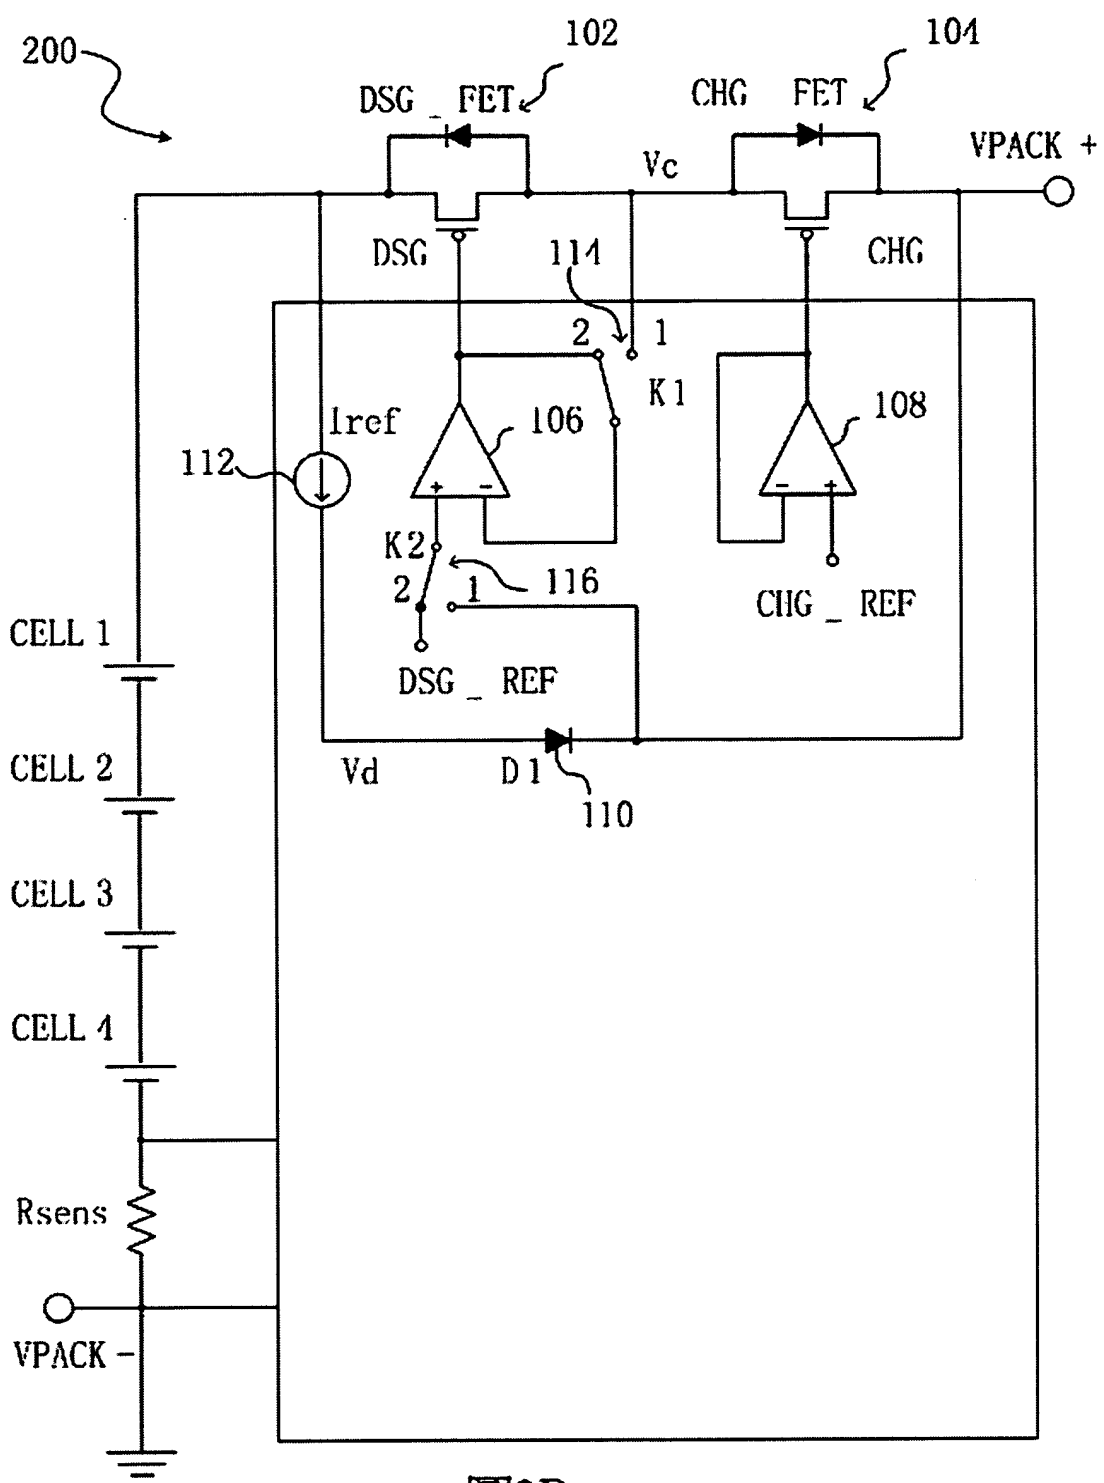 200
102
104
DSG _ FET
CHG FET
VPACK +
Vc
DSG
CHG
114
2 1
K1
Iref
106
108
112
+ -
- +
K2
116
2 1
CHG _ REF
DSG _ REF
CELL 1
Vd
D1
110
CELL 2
CELL 3
CELL 4
Rsens
VPACK -